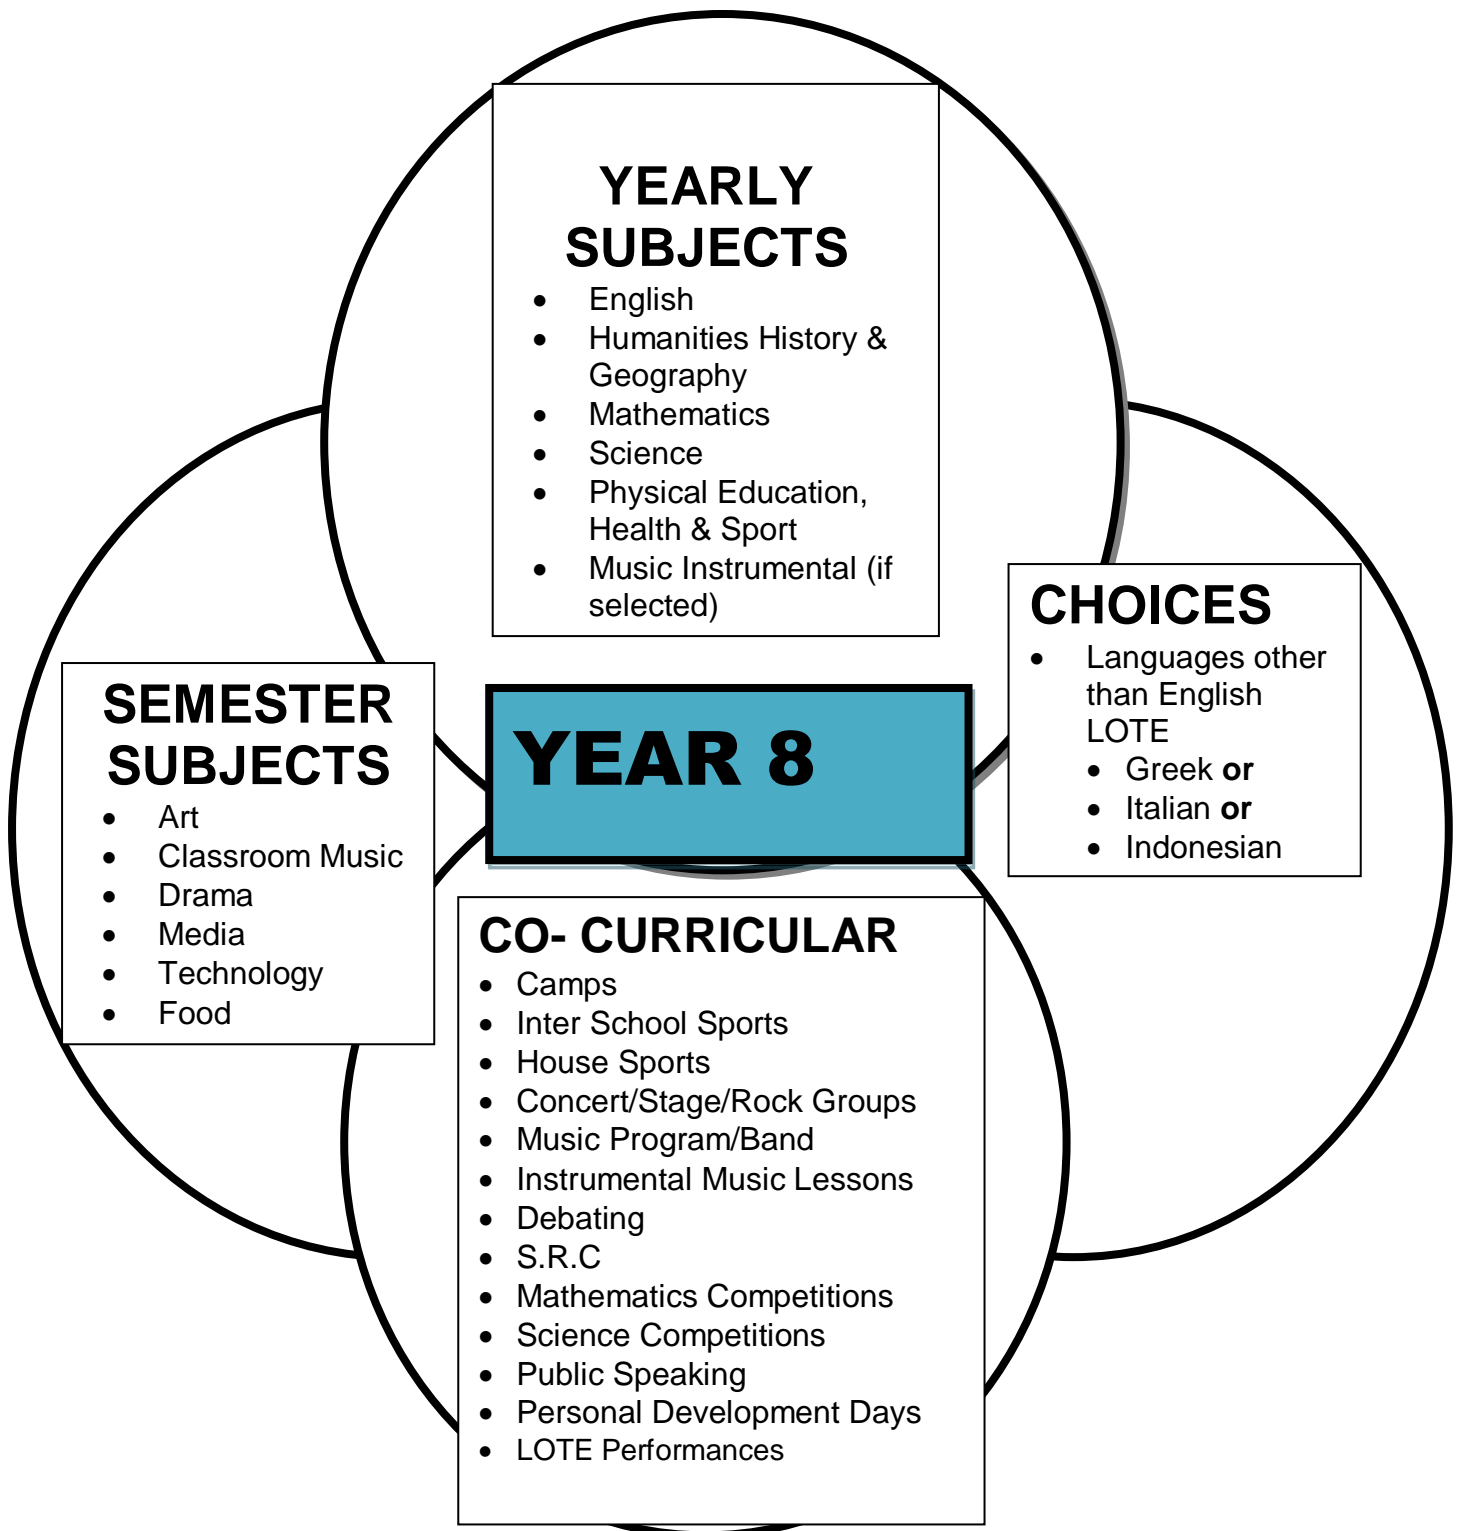 YEARLY
SUBJECTS
• English
• Humanities History &
Geography
• Mathematics
• Science
• Physical Education,
Health & Sport
• Music Instrumental (if
selected)
CHOICES
• Languages other
than English
LOTE
• Greek or
• Italian or
• Indonesian
SEMESTER
SUBJECTS
• Art
• Classroom Music
• Drama
• Media
• Technology
• Food
YEAR 8
CO- CURRICULAR
• Camps
• Inter School Sports
• House Sports
• Concert/Stage/Rock Groups
• Music Program/Band
• Instrumental Music Lessons
• Debating
• S.R.C
• Mathematics Competitions
• Science Competitions
• Public Speaking
• Personal Development Days
• LOTE Performances